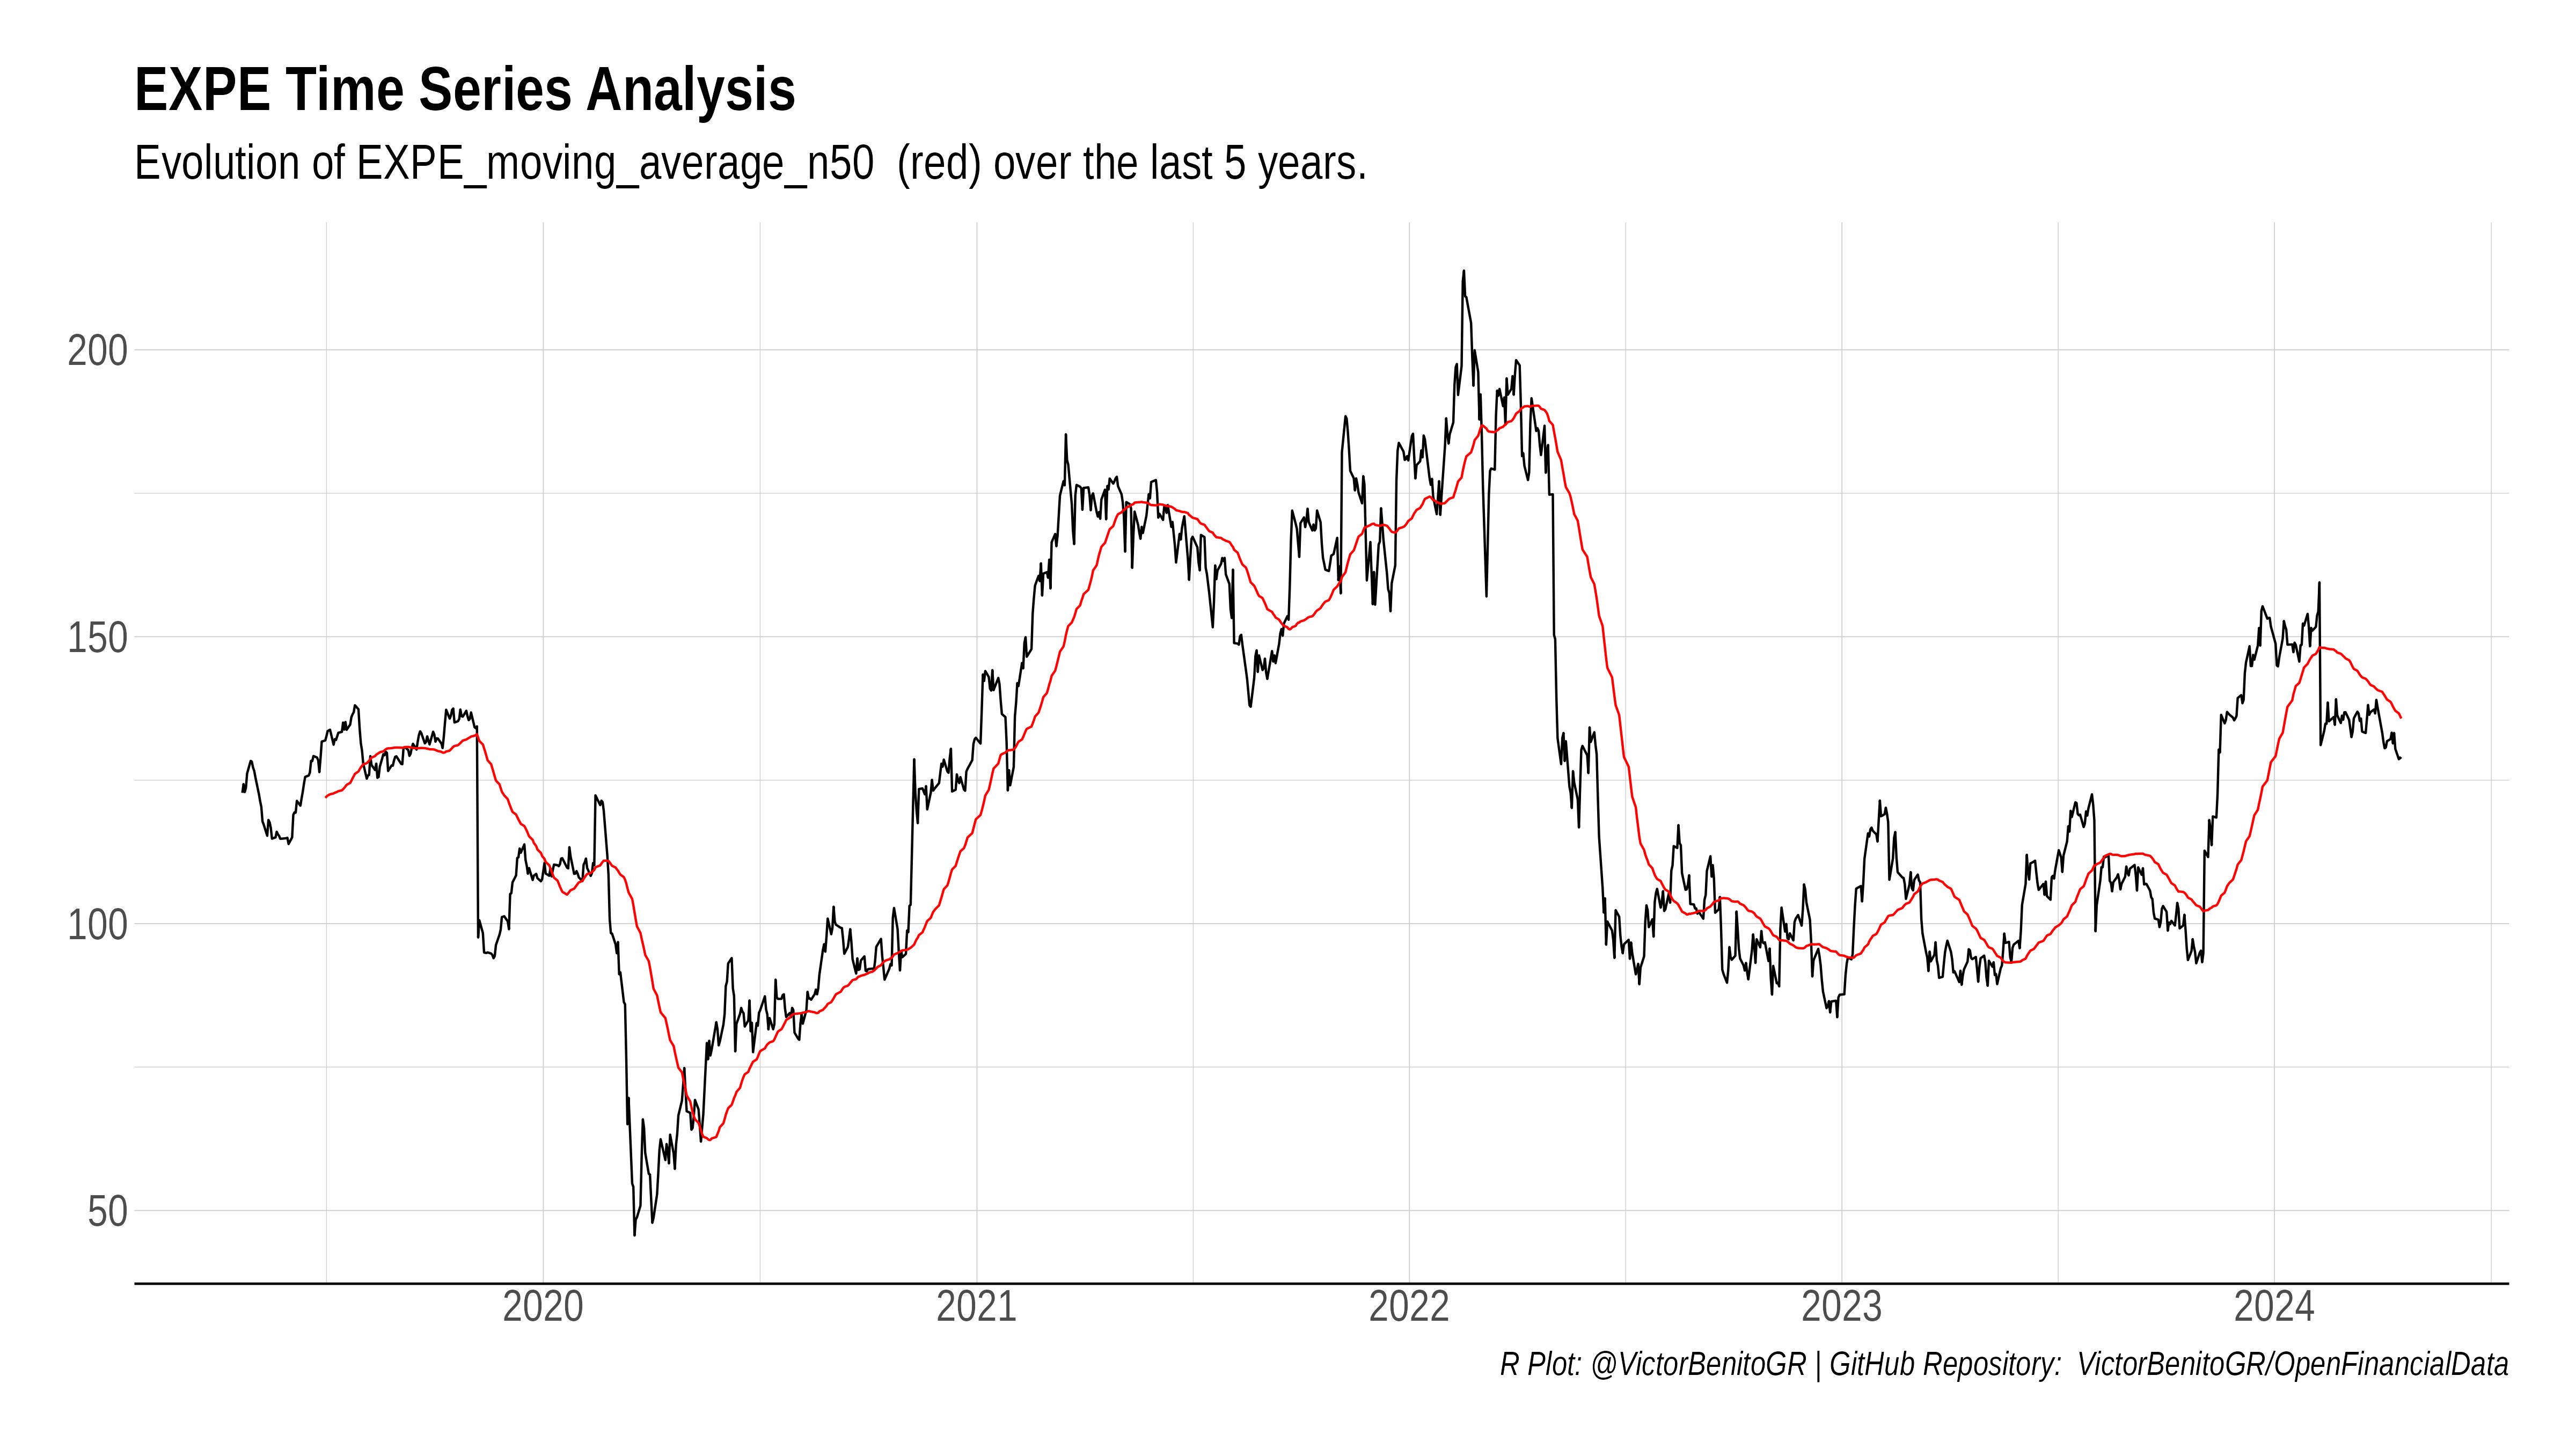 EXPE Time Series Analysis
Evolution of EXPE_moving_average_n50  (red) over the last 5 years.
200
150
100
50
2020 2021 2022 2023 2024
R Plot: @VictorBenitoGR | GitHub Repository:  VictorBenitoGR/OpenFinancialData